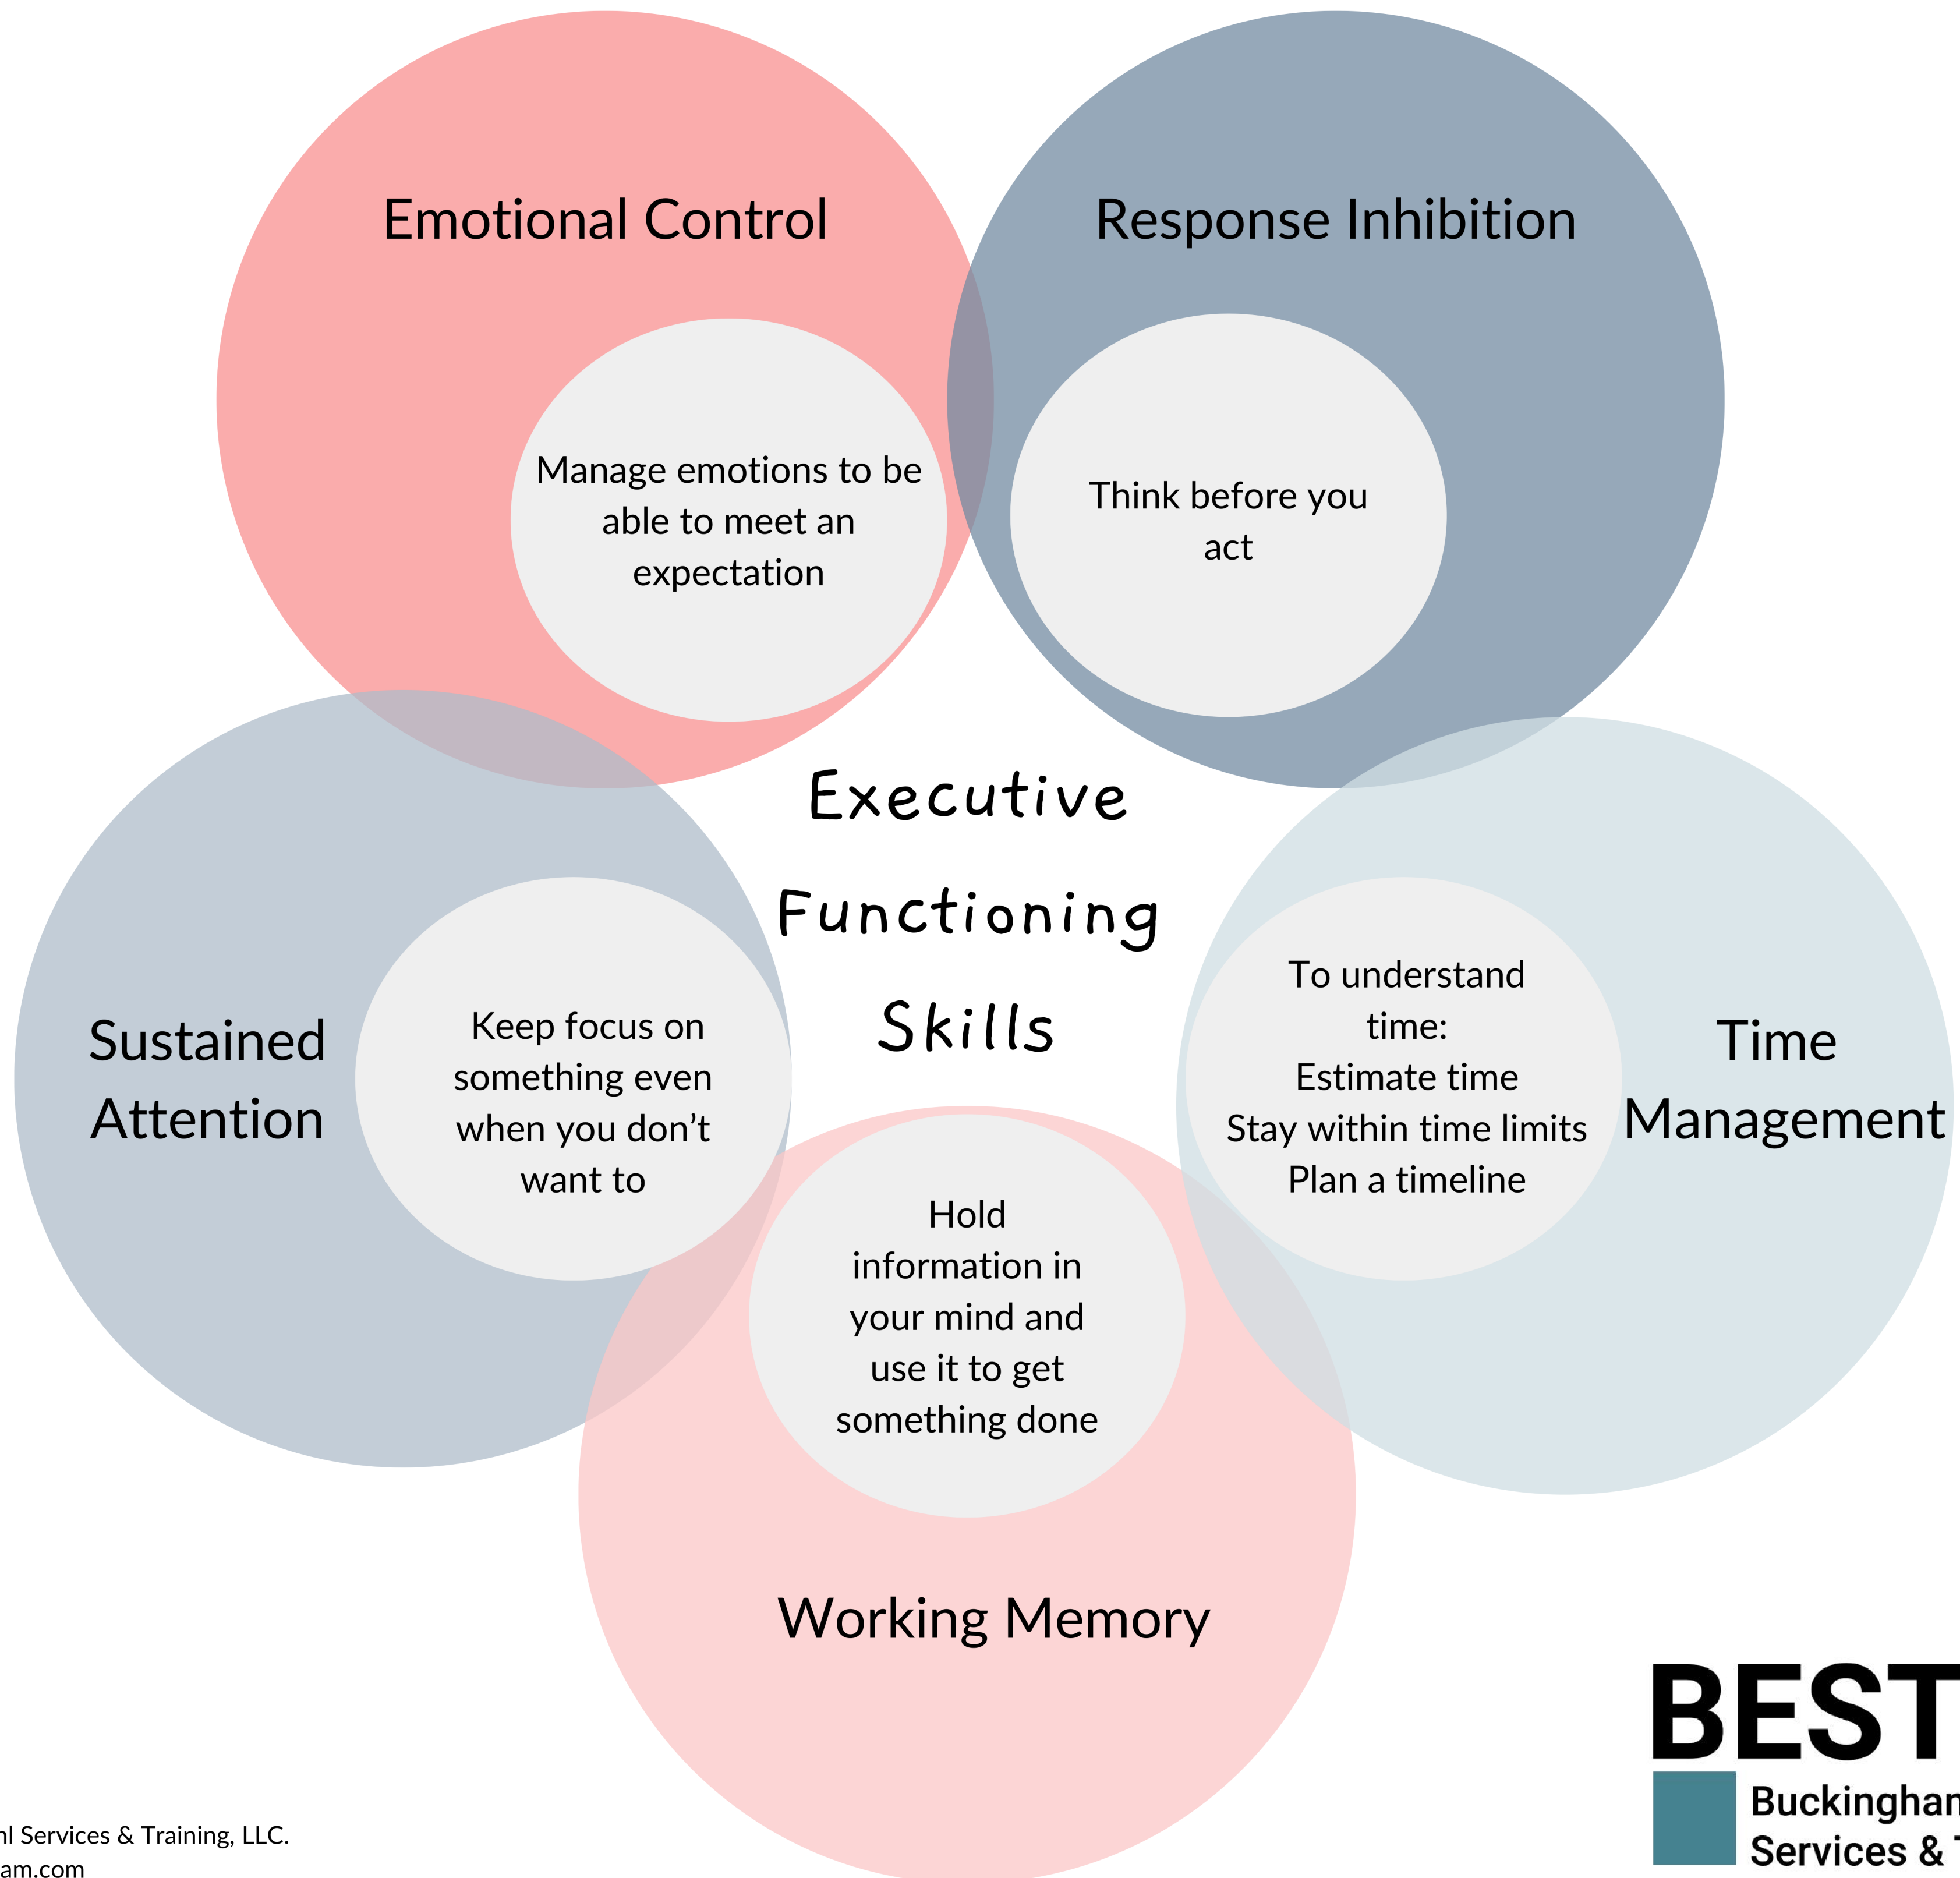 Emotional Control
Manage emotions to be
able to meet an
expectation
Response Inhibition
Think before you
act
Executive
Functioning
Skills
Sustained
Attention
Keep focus on
something even
when you don’t
want to
To understand
time:
Estimate time
Stay within time limits
Plan a timeline
Time
Management
Hold
information in
your mind and
use it to get
something done
Working Memory
BEST
Services &
Services & Training, LLC.
am.com